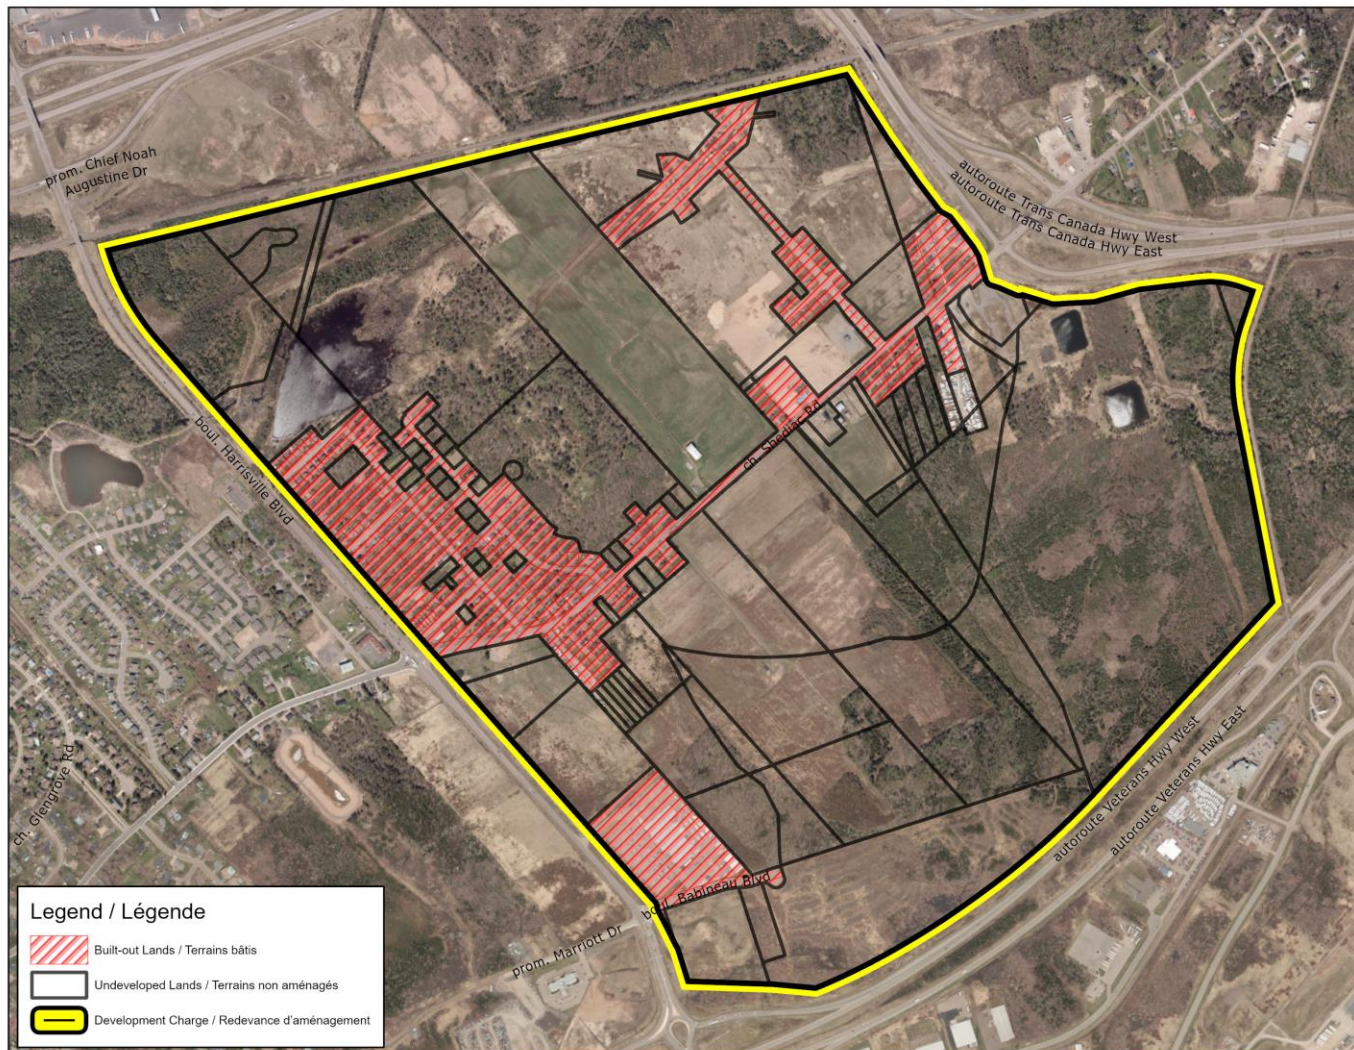 prom. Chief Noah
Augustine Dr
autoroute Trans Canada Hwy West
autoroute Trans Canada Hwy East
boul. Harrisville Blvd
ch. Shediac Rd
ch. Glengrove Rd
autoroute Veterans Hwy West
autoroute Veterans Hwy East
boul. Babineau Blvd
prom. Marriott Dr
Legend / Légende
Built-out Lands / Terrains bâtis
Undeveloped Lands / Terrains non aménagés
Development Charge / Redevance d'aménagement